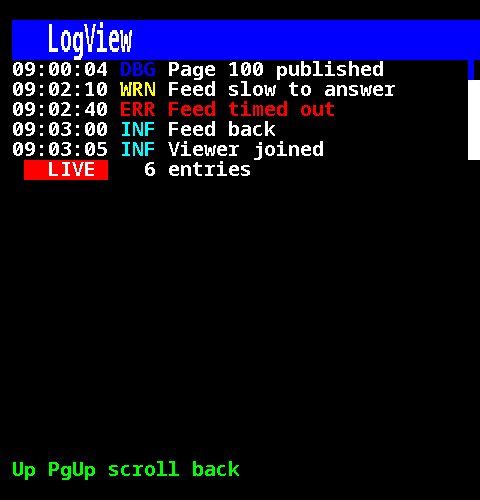 LogView
09:00:04 DBG Page 100 published
09:02:10 WRN Feed slow to answer
09:02:40 ERR Feed timed out
09:03:00 INF Feed back
09:03:05 INF Viewer joined
LIVE 6 entries
Up PgUp scroll back